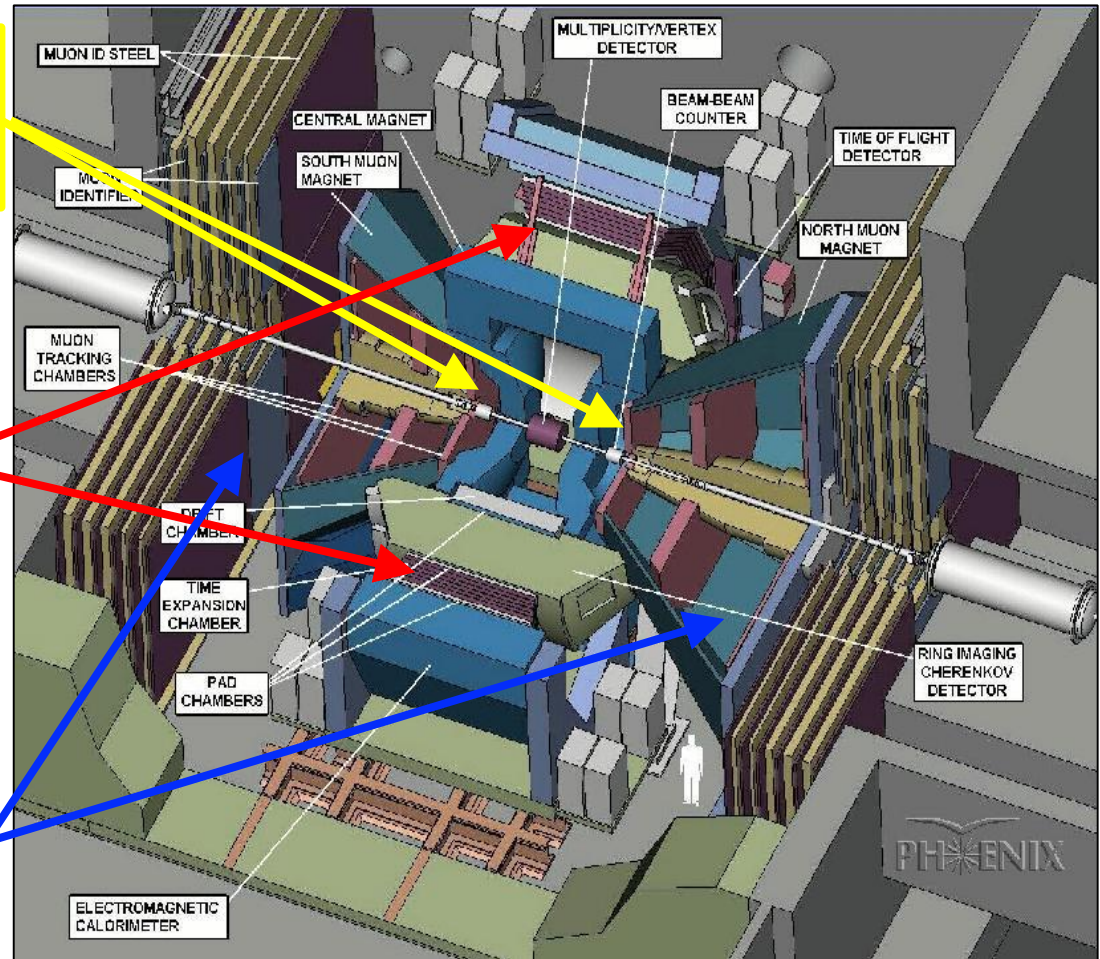 MULTIPLICITY/VERTEX
DETECTOR
MUON ID STEEL
BEAM-BEAM
COUNTER
CENTRAL MAGNET
TIME OF FLIGHT
DETECTOR
SOUTH MUON
MAGNET
MUON
IDENTIFIER
NORTH MUON
MAGNET
MUON
TRACKING
CHAMBERS
DRIFT
CHAMBER
TIME
EXPANSION
CHAMBER
RING IMAGING
CHERENKOV
DETECTOR
PAD
CHAMBERS
PHENIX
ELECTROMAGNETIC
CALORIMETER